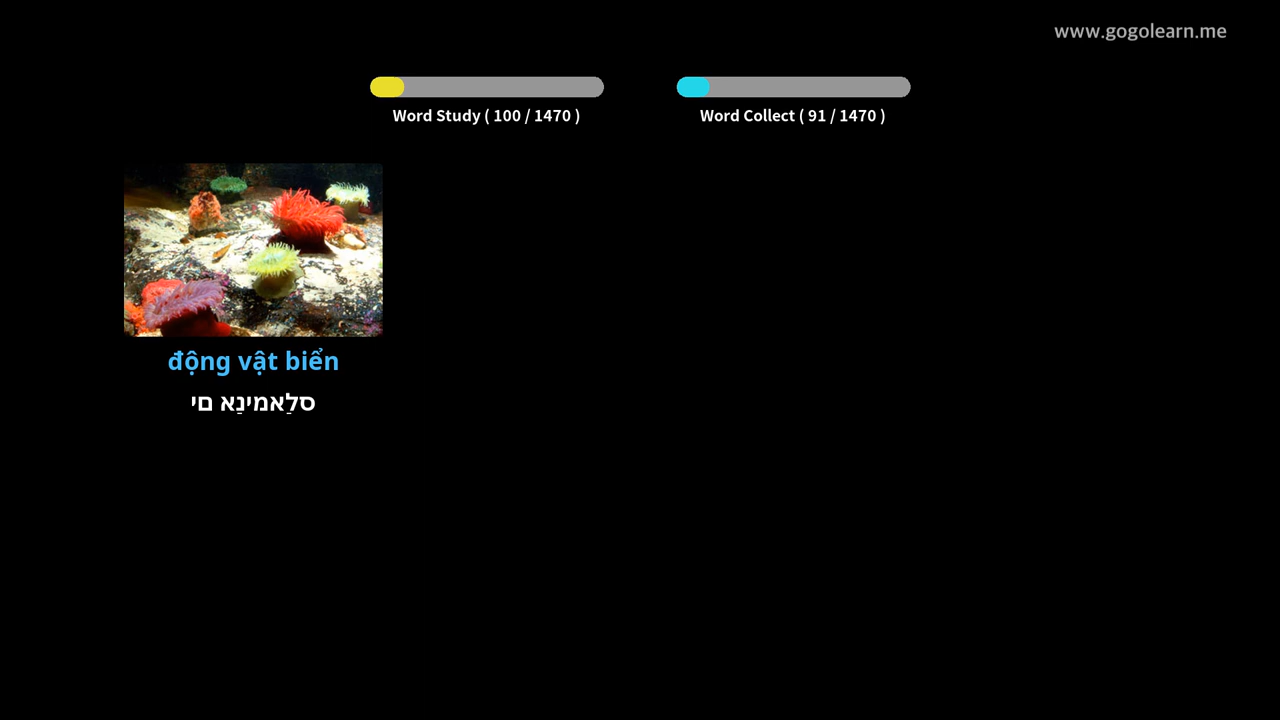 www.gogolearn.me
Word Study ( 100 / 1470 )
Word Collect ( 91 / 1470 )
động vật biển
סלַאמינַא םי